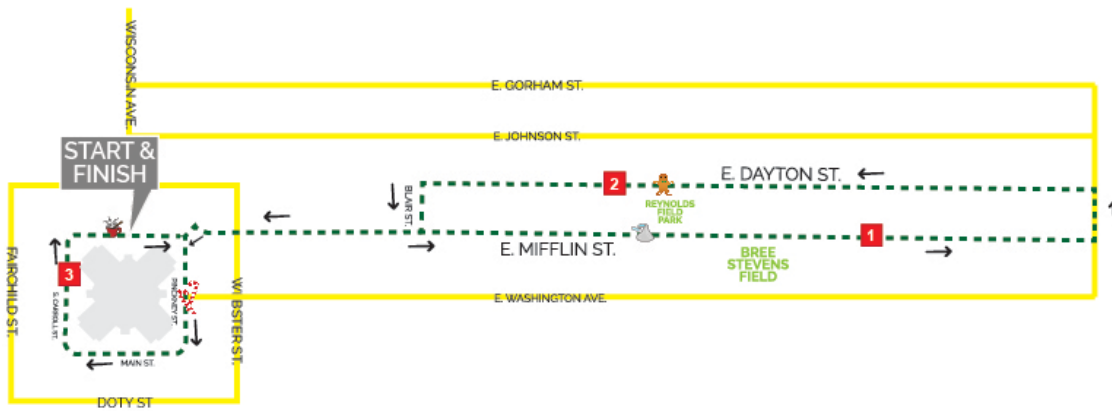 WISCONSIN AVE.
E. GORHAM ST.
E. JOHNSON ST.
START &
FINISH
E. DAYTON ST.
2
BLAIR ST.
REYNOLDS
FIELD
PARK
1
E. MIFFLIN ST.
BREE
STEVENS
FIELD
3
FAIRCHILD ST.
S. CARROLL ST.
PINCKNEY ST.
WEBSTER ST.
E. WASHINGTON AVE.
MAIN ST.
DOTY ST